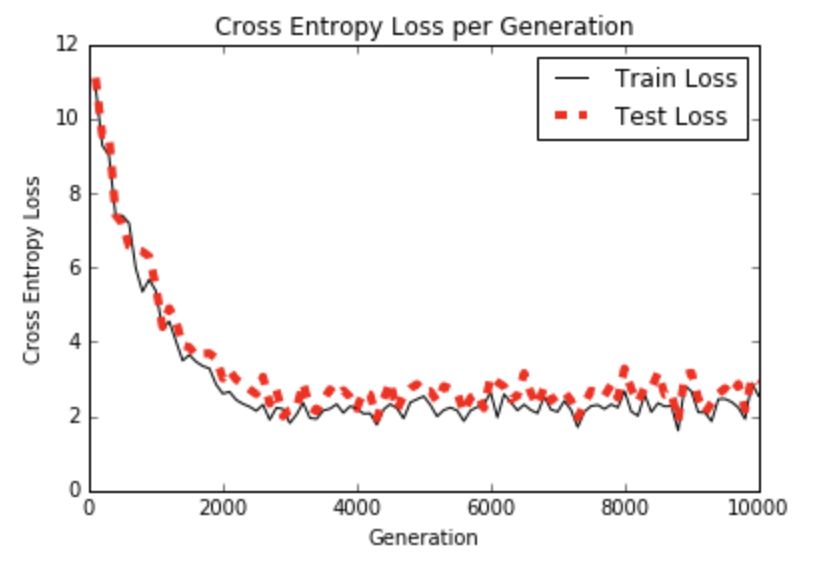 Cross Entropy Loss per Generation
12
Train Loss
Test Loss
10
8
6
4
2
0
Cross Entropy Loss
0 2000 4000 6000 8000 10000
Generation